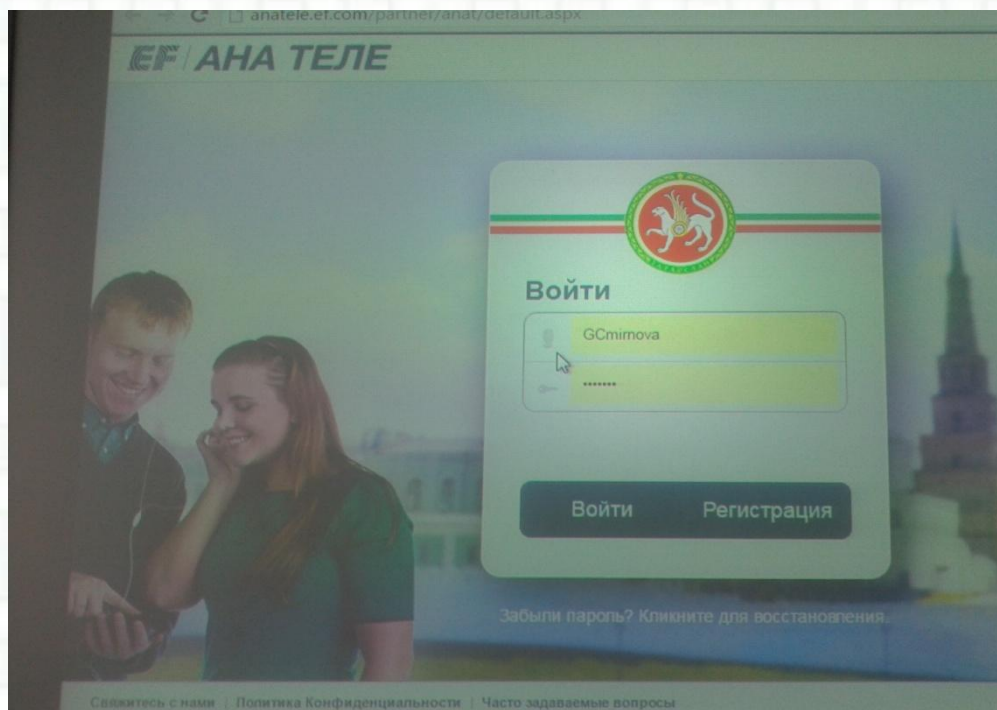 anatele.ef.com/partner/anat/default.aspx
EF | АНА ТЕЛЕ
Войти
GCmirnova
•••••••
Войти Регистрация
Забыли пароль? Кликните для восстановления.
Свяжитесь с нами | Политика Конфиденциальности | Часто задаваемые вопросы